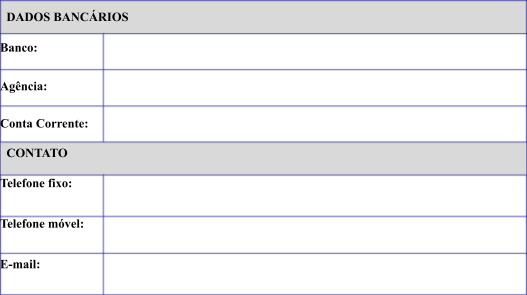 DADOS BANCÁRIOS
Banco:
Agência:
Conta Corrente:
CONTATO
Telefone fixo:
Telefone móvel:
E-mail: